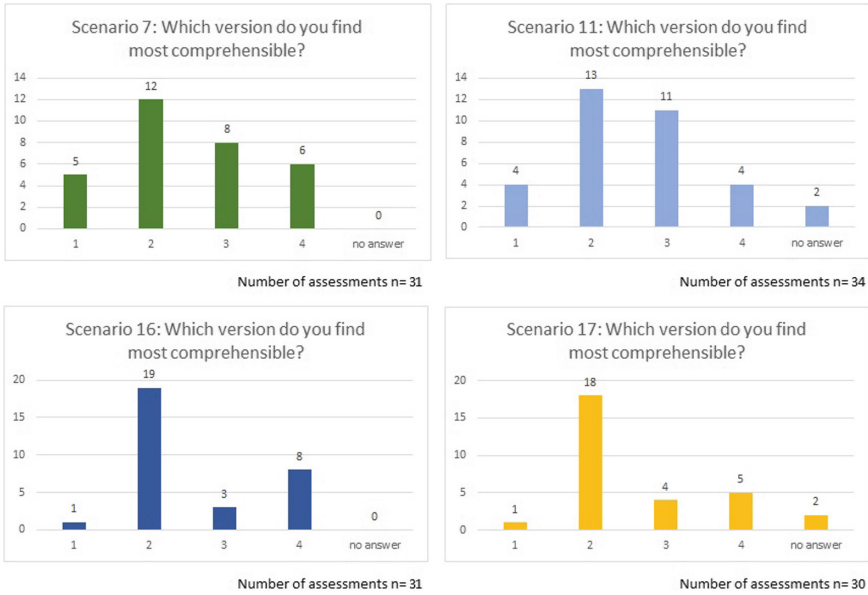 Scenario 7: Which version do you find
most comprehensible?
14
12
10
8
6
4
2
0
5
12
8
6
0
1 2 3 4 no answer
Number of assessments n= 31
Scenario 11: Which version do you find
most comprehensible?
14
12
10
8
6
4
2
0
4
13
11
4
2
1 2 3 4 no answer
Number of assessments n= 34
Scenario 16: Which version do you find
most comprehensible?
20
15
10
5
0
1
19
3
8
0
1 2 3 4 no answer
Number of assessments n= 31
Scenario 17: Which version do you find
most comprehensible?
20
15
10
5
0
1
18
4
5
2
1 2 3 4 no answer
Number of assessments n= 30